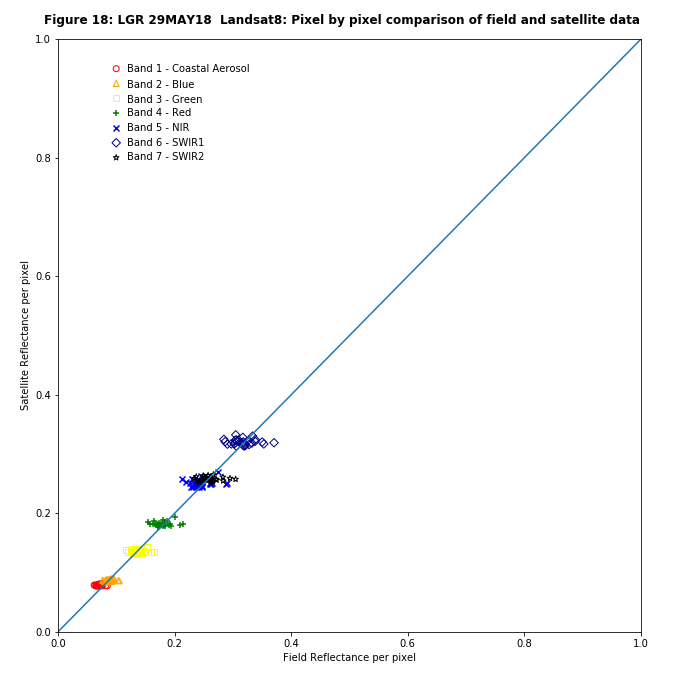 Figure 18: LGR 29MAY18  Landsat8: Pixel by pixel comparison of field and satellite data
1.0
Band 1 - Coastal Aerosol
Band 2 - Blue
Band 3 - Green
Band 4 - Red
Band 5 - NIR
Band 6 - SWIR1
Band 7 - SWIR2
0.8
0.6
Satellite Reflectance per pixel
0.4
0.2
0.0
0.0 0.2 0.4 0.6 0.8 1.0
Field Reflectance per pixel